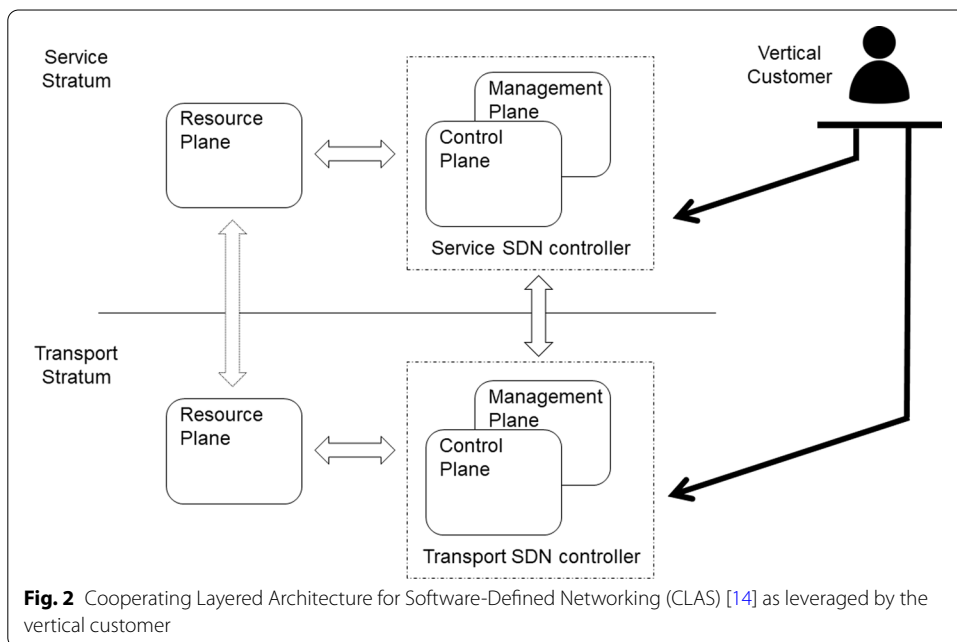 Service
Stratum
Vertical
Customer
Resource
Plane
Management
Plane
Control
Plane
Service SDN controller
Transport
Stratum
Resource
Plane
Management
Plane
Control
Plane
Transport SDN controller
Fig. 2 Cooperating Layered Architecture for Software-Defined Networking (CLAS) [14] as leveraged by the
vertical customer